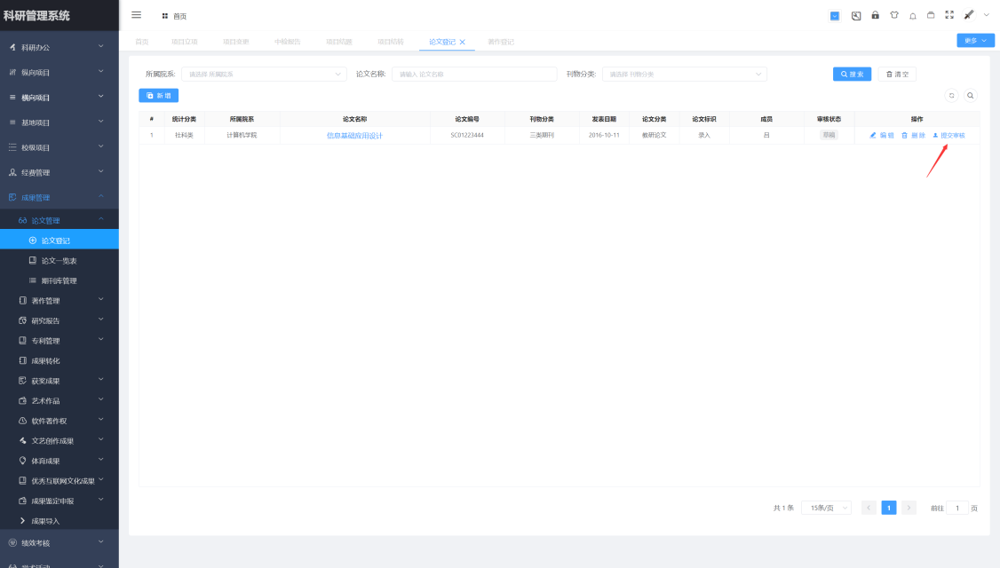 科研管理系统
首页
首页 项目立项 项目变更 中检报告 项目结题 项目结转 论文登记 著作登记 更多
科研办公
纵向项目
横向项目
基地项目
校级项目
经费管理
成果管理
论文管理
论文登记
论文一览表
期刊库管理
著作管理
研究报告
专利管理
成果转化
获奖成果
艺术作品
软件著作权
文艺创作成果
体育成果
优秀互联网文化成果
成果鉴定申报
成果导入
绩效考核
学术活动
所属院系: 请选择 所属院系 论文名称: 请输入 论文名称 刊物分类: 请选择 刊物分类 搜索 清空
新增
# 统计分类 所属院系 论文名称 论文编号 刊物分类 发表日期 论文分类 论文标识 成员 审核状态 操作
1 社科类 计算机学院 信息基础应用设计 SC01223444 三类期刊 2016-10-11 教研论文 录入 吕 草稿 编辑 删除 提交审核
共 1 条 15条/页 1 前往 1 页